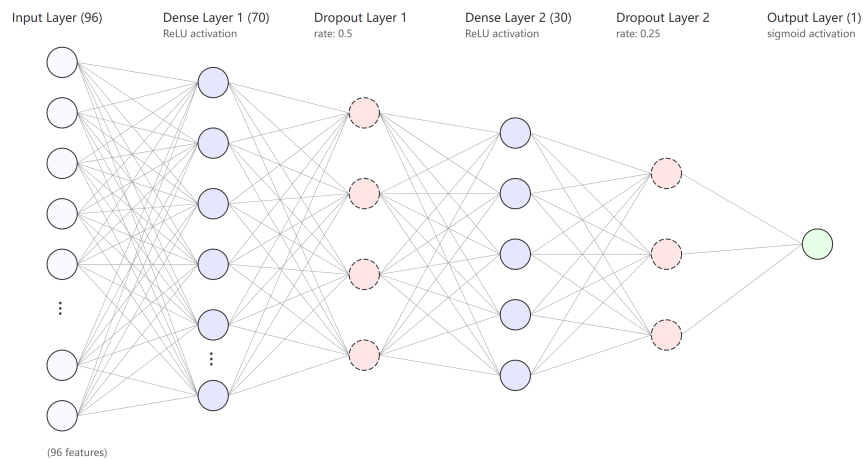 Input Layer (96)
Dense Layer 1 (70)
ReLU activation
Dropout Layer 1
rate: 0.5
Dense Layer 2 (30)
ReLU activation
Dropout Layer 2
rate: 0.25
Output Layer (1)
sigmoid activation
(96 features)